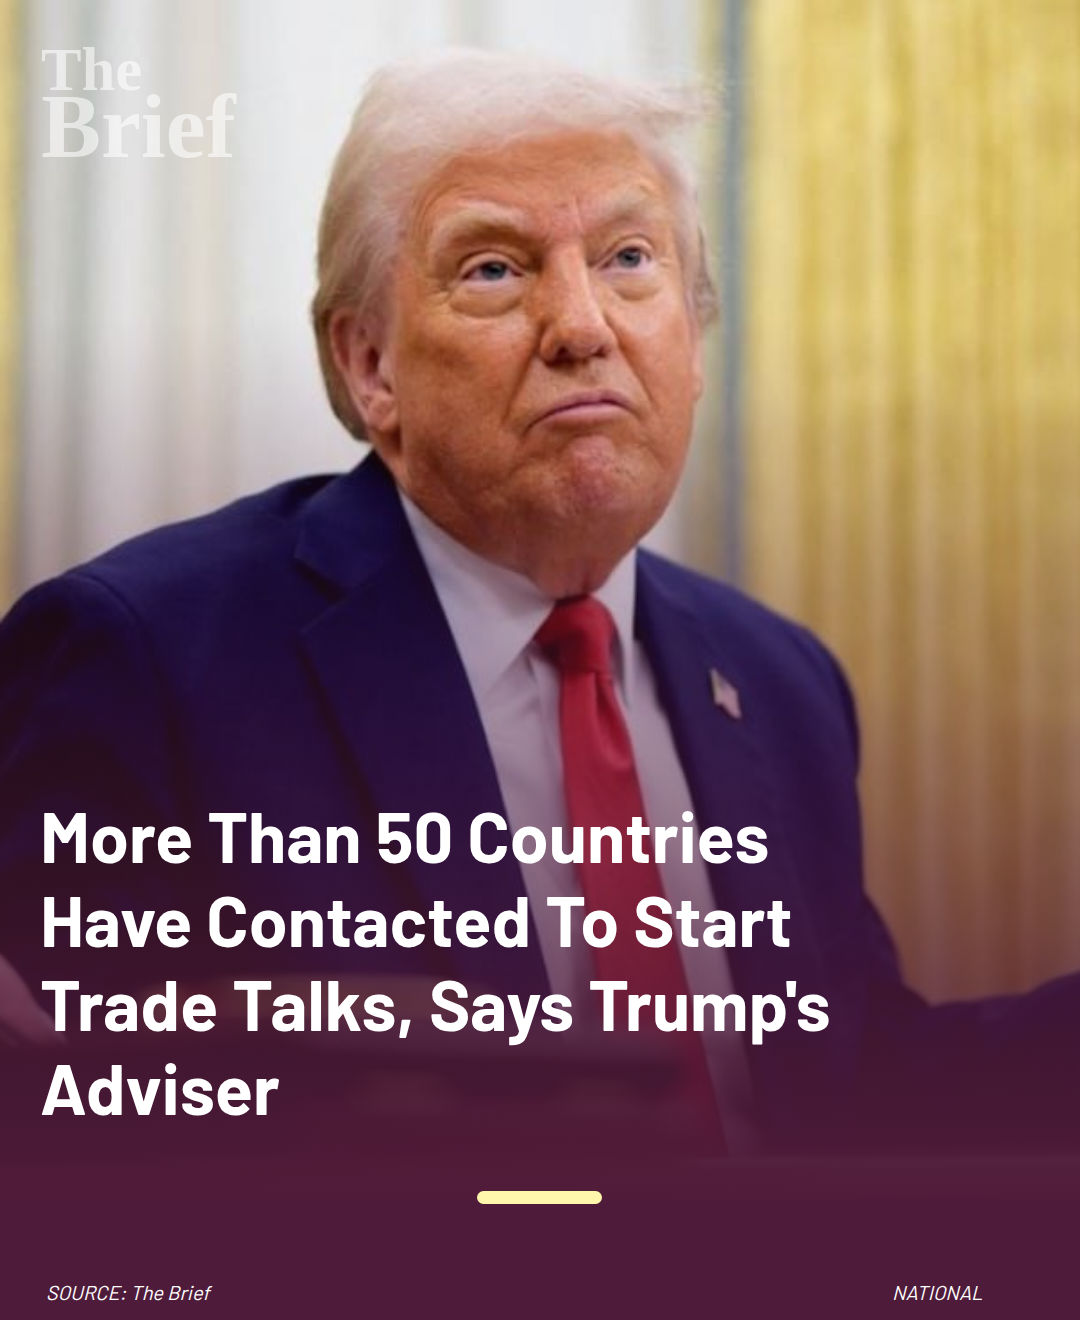 The
Brief
More Than 50 Countries
Have Contacted To Start
Trade Talks, Says Trump's
Adviser
SOURCE: The Brief
NATIONAL